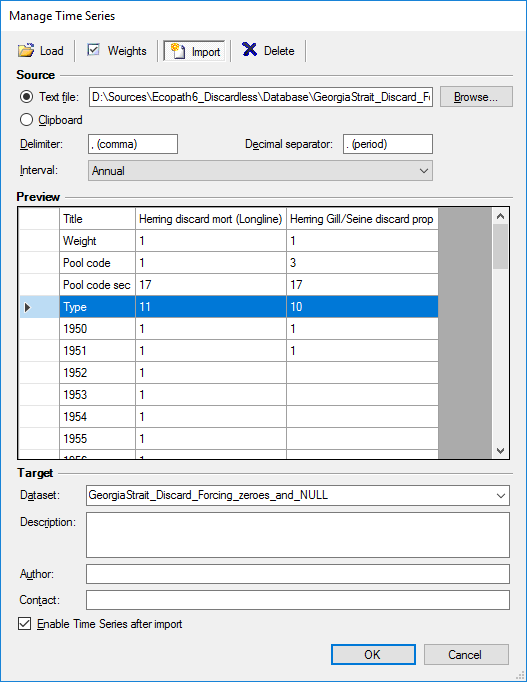 Manage Time Series
Load Weights Import Delete
Source
Text file: D:\Sources\Ecopath6_Discardless\Database\GeorgiaStrait_Discard_F Browse...
Clipboard
Delimiter: , (comma) Decimal separator: . (period)
Interval: Annual
Preview
Title Herring discard mort (Longline) Herring Gill/Seine discard prop
Weight 1 1
Pool code 1 3
Pool code sec 17 17
Type 11 10
1950 1 1
1951 1 1
1952 1
1953 1
1954 1
1955 1
1956 1
Target
Dataset: GeorgiaStrait_Discard_Forcing_zeroes_and_NULL
Description:
Author:
Contact:
Enable Time Series after import
OK Cancel